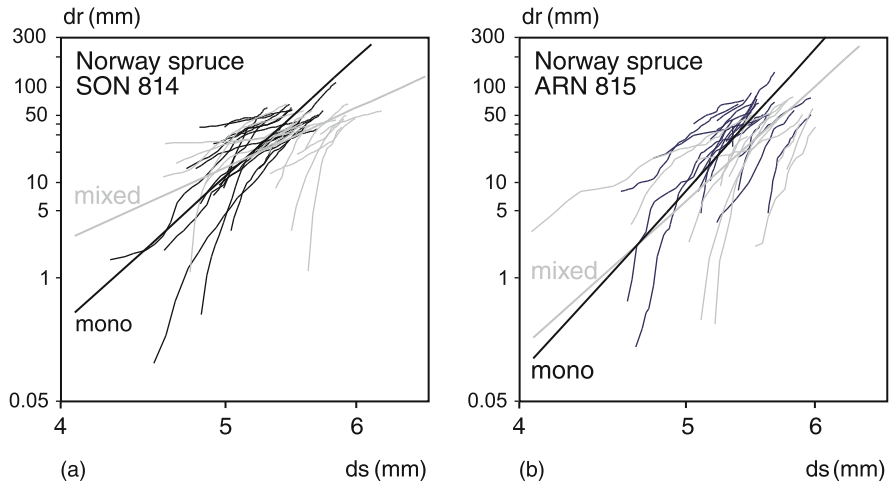 dr (mm)
300
100
50
10
5
1
0.05
Norway spruce
SON 814
mixed
mono
4
5
6
(a)
ds (mm)
dr (mm)
300
100
50
10
5
1
0.05
Norway spruce
ARN 815
mixed
mono
4
5
6
(b)
ds (mm)